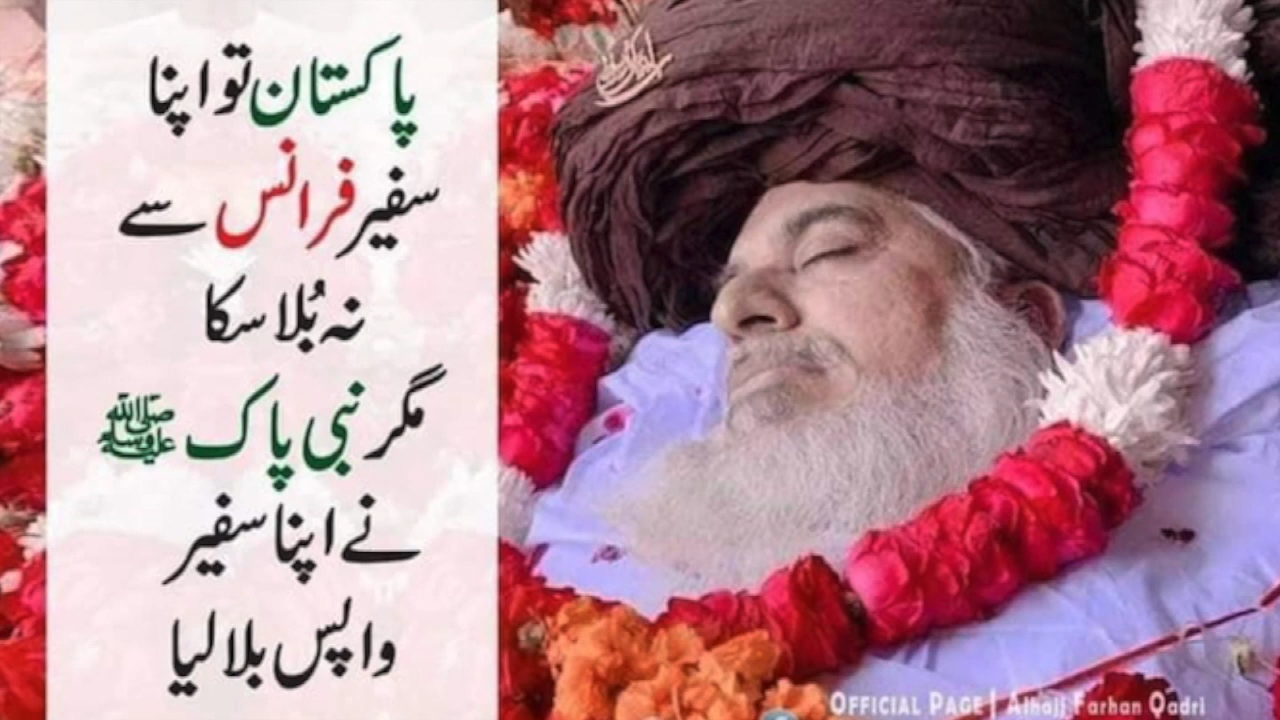 پاکستان تو اپنا
سفیر فرانس سے
نہ بُلا سکا
مگر نبی پاک ﷺ
نے اپنا سفیر
واپس بلا لیا
OFFICIAL PAGE | Alhajj Farhan Qadri